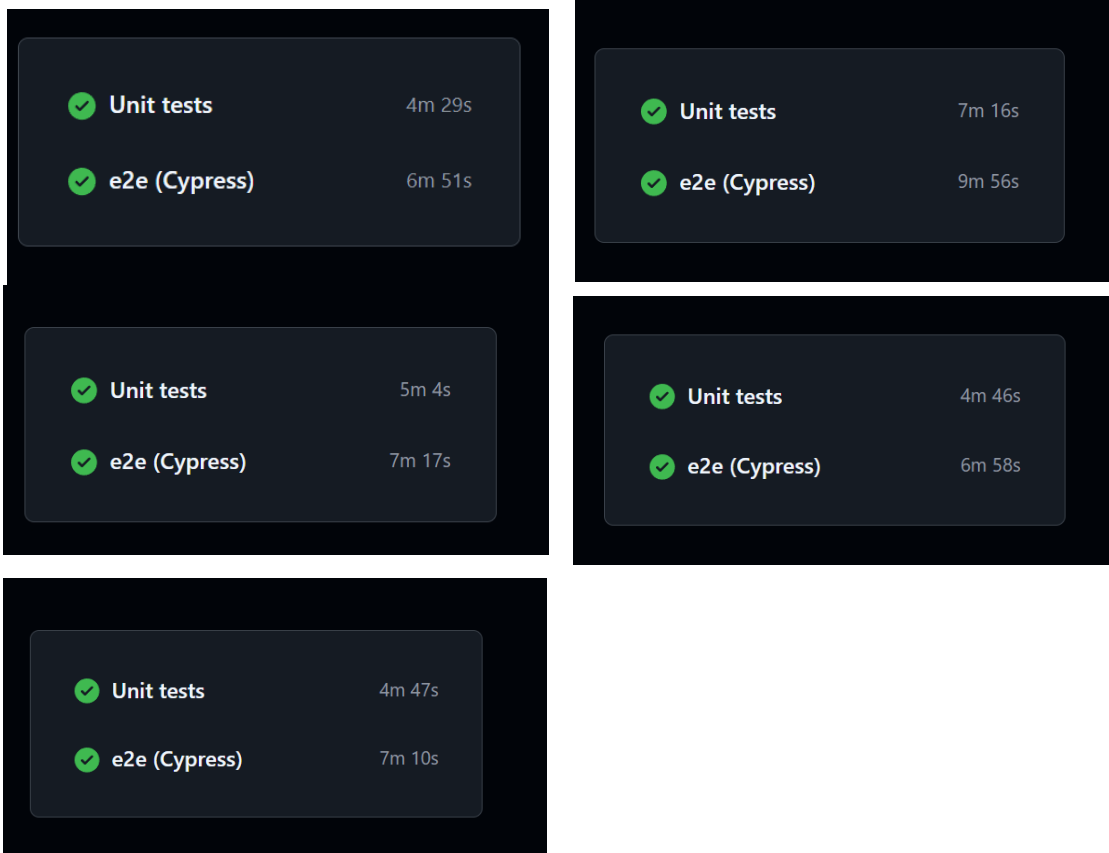 Unit tests 4m 29s
e2e (Cypress) 6m 51s
Unit tests 7m 16s
e2e (Cypress) 9m 56s
Unit tests 5m 4s
e2e (Cypress) 7m 17s
Unit tests 4m 46s
e2e (Cypress) 6m 58s
Unit tests 4m 47s
e2e (Cypress) 7m 10s